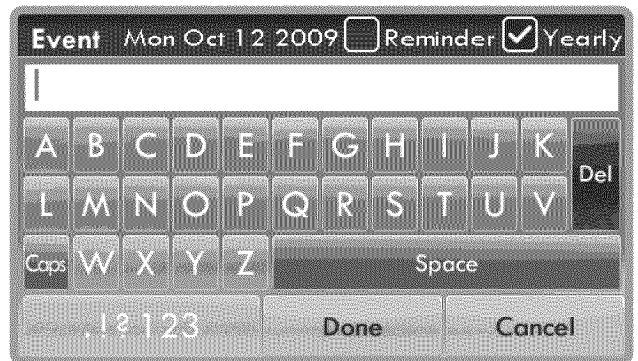 Event Mon Oct 12 2009 Reminder Yearly
A B C D E F G H I J K Del
L M N O P Q R S T U V
Caps W X Y Z Space
.!?123 Done Cancel